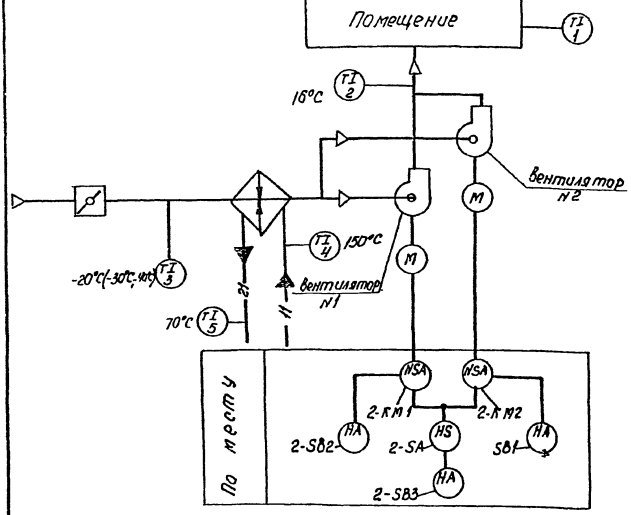 Помещение
TI
1
TI
2
16°C
Вентилятор
N2
M
M
TI
4
150°C
Вентилятор
N1
-20°C(-30°C,-40°C)
TI
3
70°C
TI
5
21
11
По месту
NSA
NSA
2-КМ1
2-КМ2
HA
2-SB2
HS
2-SA
HA
SB1
HA
2-SB3